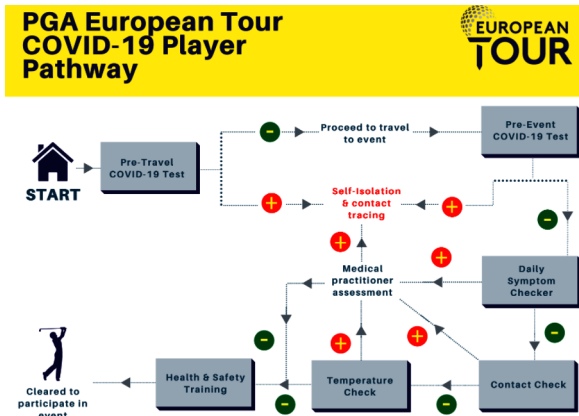 PGA European Tour
COVID-19 Player
Pathway
EUROPEAN
TOUR
START
Pre-Travel
COVID-19 Test
Proceed to travel
to event
Pre-Event
COVID-19 Test
Self-Isolation
& contact
tracing
Medical
practitioner
assessment
Daily
Symptom
Checker
Contact Check
Temperature
Check
Health & Safety
Training
Cleared to
participate in
event